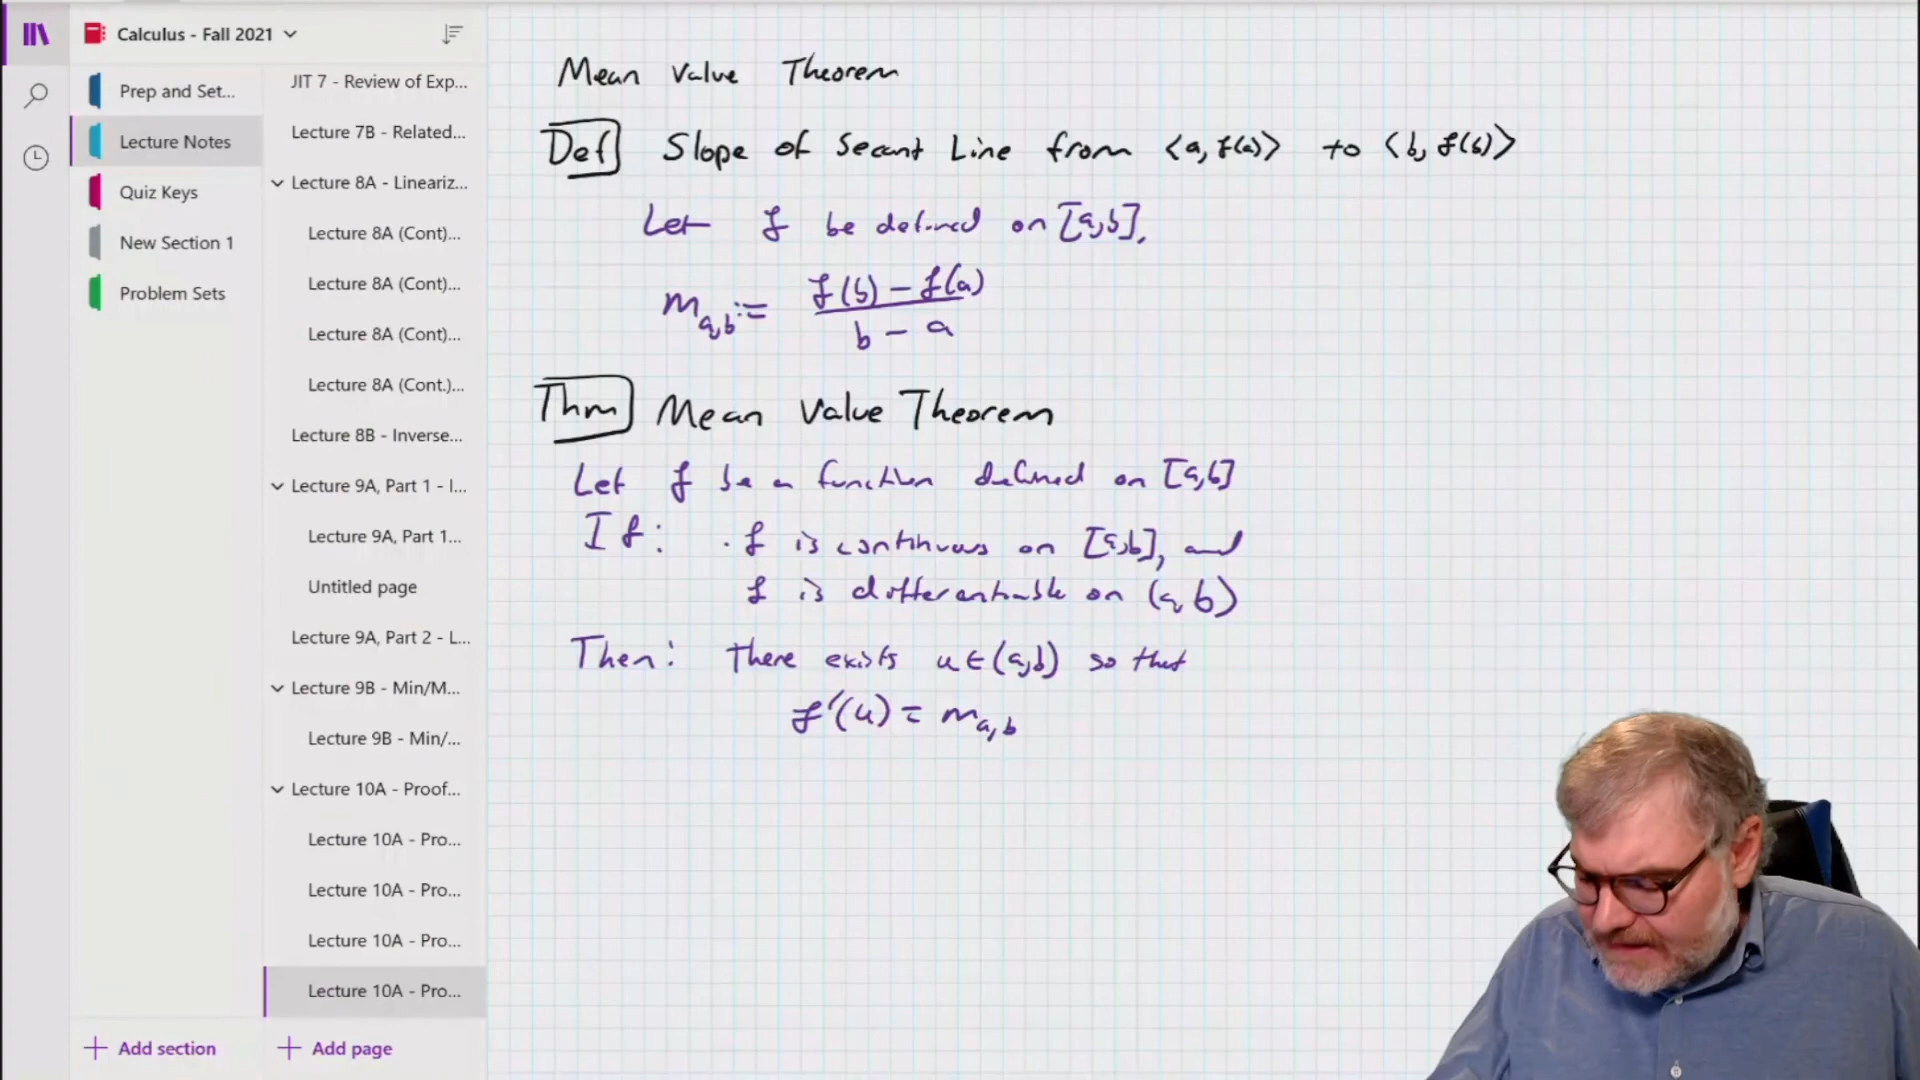 Calculus - Fall 2021
Prep and Set...
Lecture Notes
Quiz Keys
New Section 1
Problem Sets
Add section
JIT 7 - Review of Exp...
Lecture 7B - Related...
Lecture 8A - Lineariz...
Lecture 8A (Cont)...
Lecture 8A (Cont)...
Lecture 8A (Cont)...
Lecture 8A (Cont.)...
Lecture 8B - Inverse...
Lecture 9A, Part 1 - I...
Lecture 9A, Part 1...
Untitled page
Lecture 9A, Part 2 - L...
Lecture 9B - Min/M...
Lecture 9B - Min/...
Lecture 10A - Proof...
Lecture 10A - Pro...
Lecture 10A - Pro...
Lecture 10A - Pro...
Lecture 10A - Pro...
Add page
Mean Value Theorem
Def Slope of Secant Line from <a, f(a)> to <b, f(b)>
Let f be defined on [a,b].
m_{a,b} := (f(b) - f(a)) / (b - a)
Thm Mean Value Theorem
Let f be a function defined on [a,b]
If: · f is continuous on [a,b], and
f is differentiable on (a, b)
Then: There exists u∈(a,b) so that
f'(u) = m_{a,b}